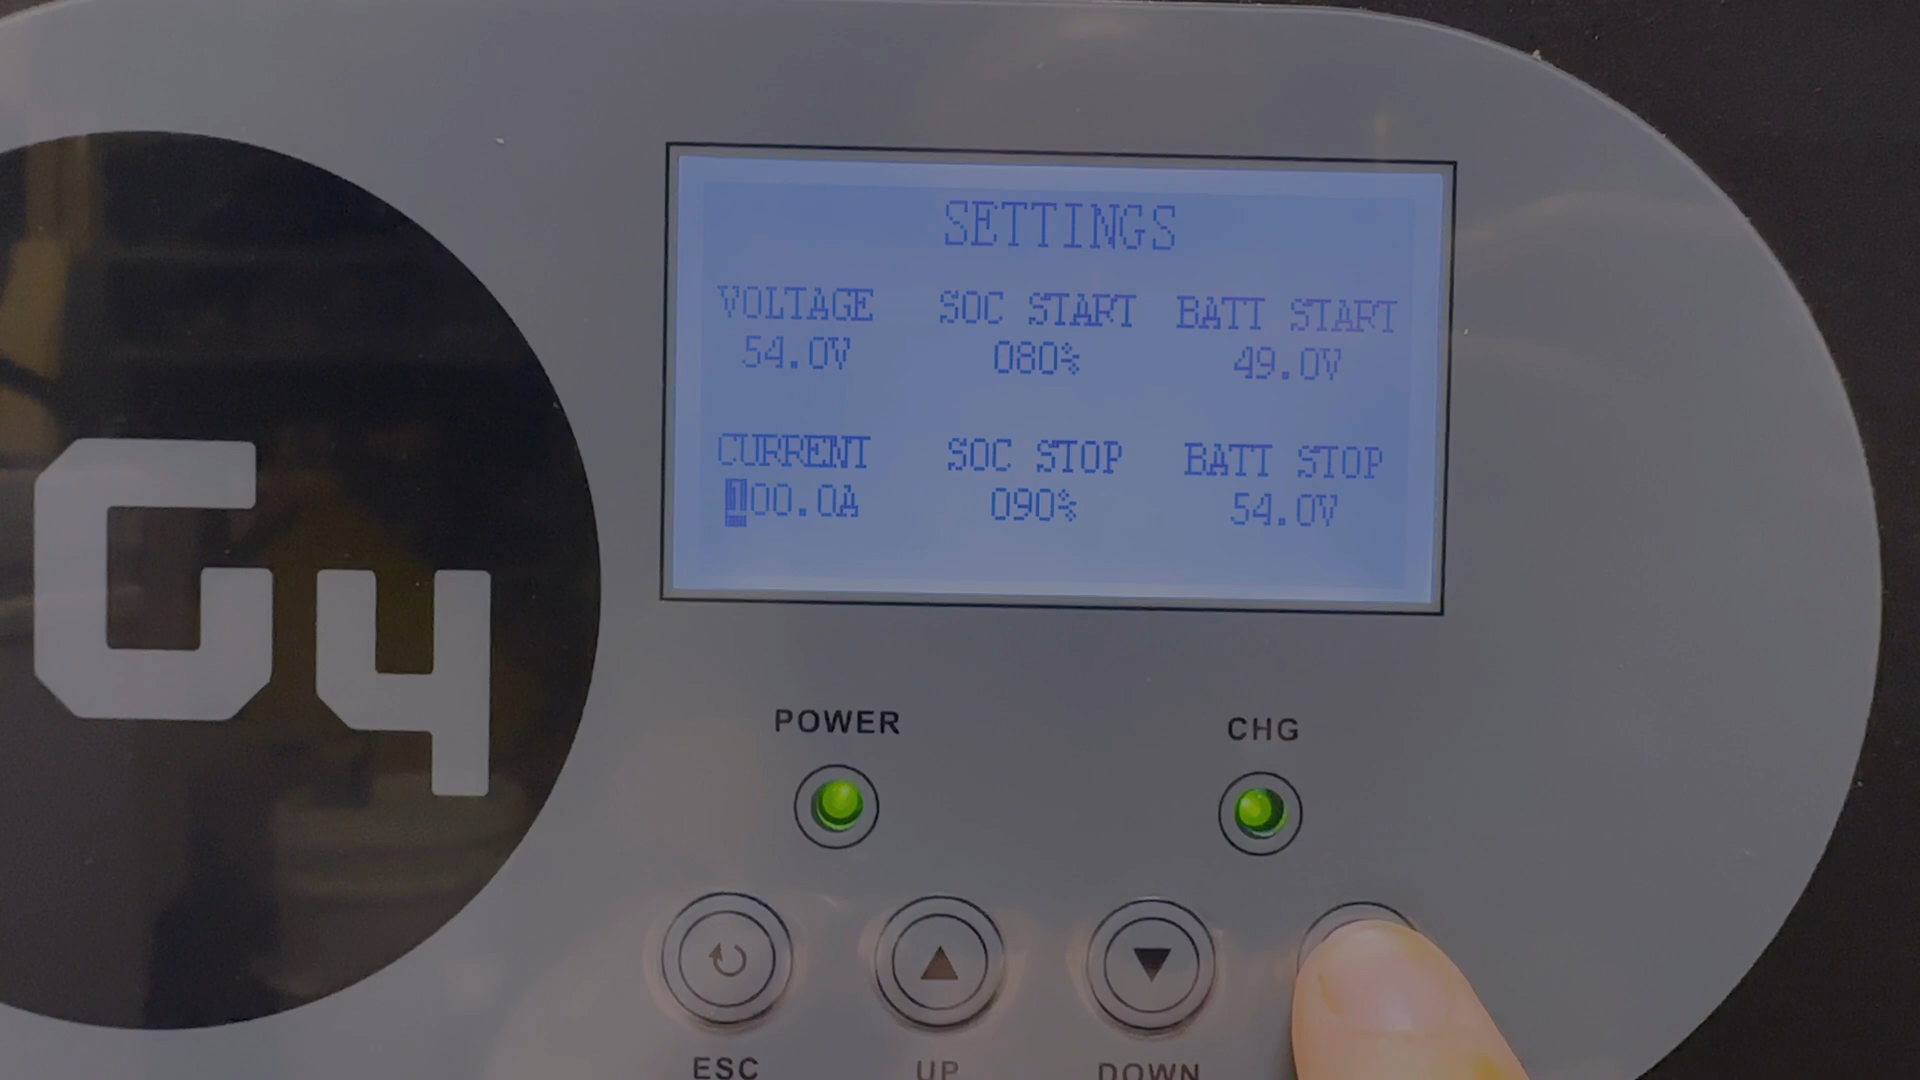 SETTINGS
VOLTAGE SOC START BATT START
54.0V 080% 49.0V
CURRENT SOC STOP BATT STOP
100.0A 090% 54.0V
Gy
POWER CHG
ESC UP DOWN